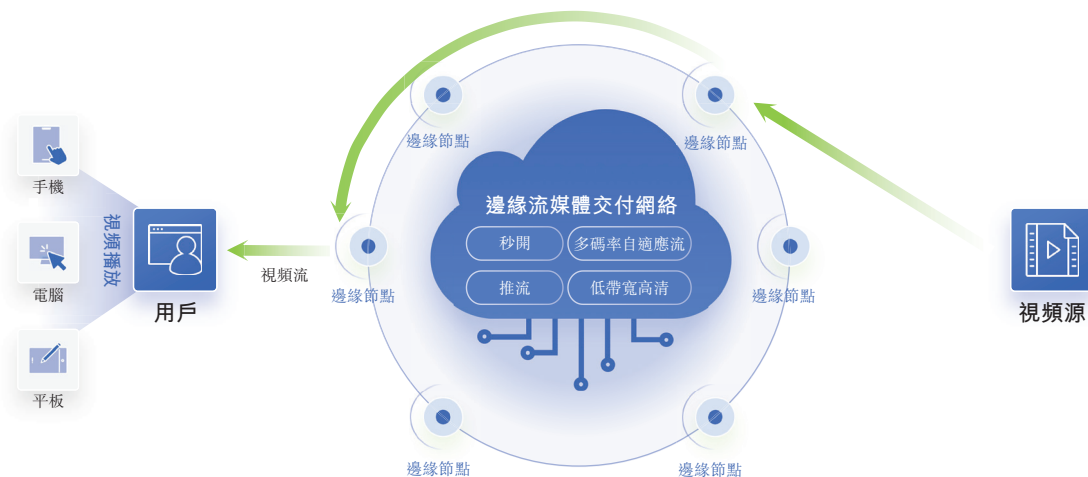 手機
電腦
平板
視頻播放
用戶
視頻流
邊緣節點
邊緣節點
邊緣節點
邊緣流媒體交付網絡
秒開
多碼率自適應流
推流
低帶寬高清
邊緣節點
邊緣節點
邊緣節點
視頻源